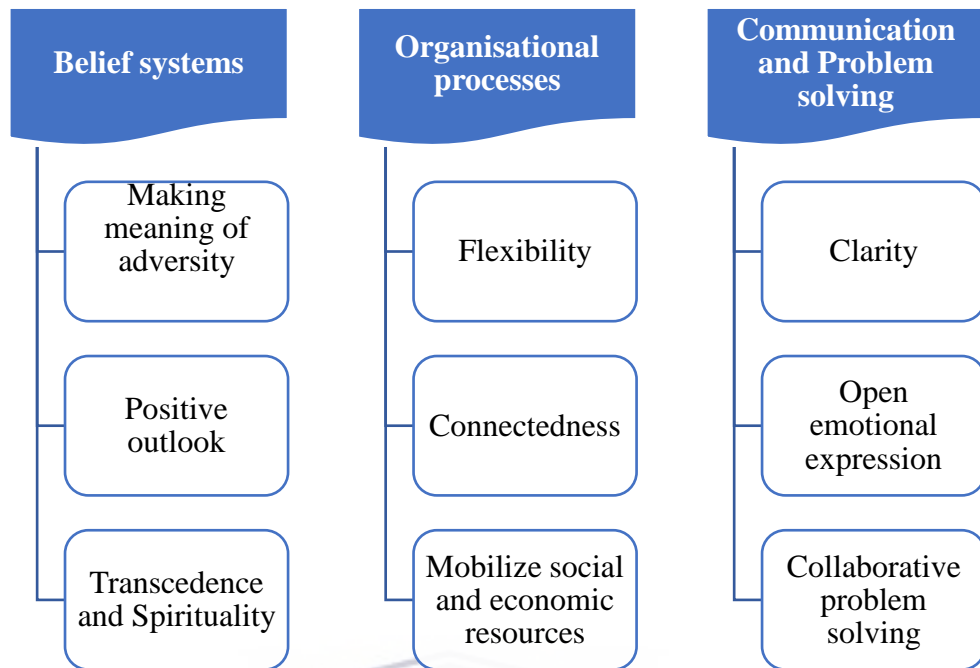 Belief systems
Making
meaning of
adversity
Positive
outlook
Transcedence
and Spirituality
Organisational
processes
Flexibility
Connectedness
Mobilize social
and economic
resources
Communication
and Problem
solving
Clarity
Open
emotional
expression
Collaborative
problem
solving